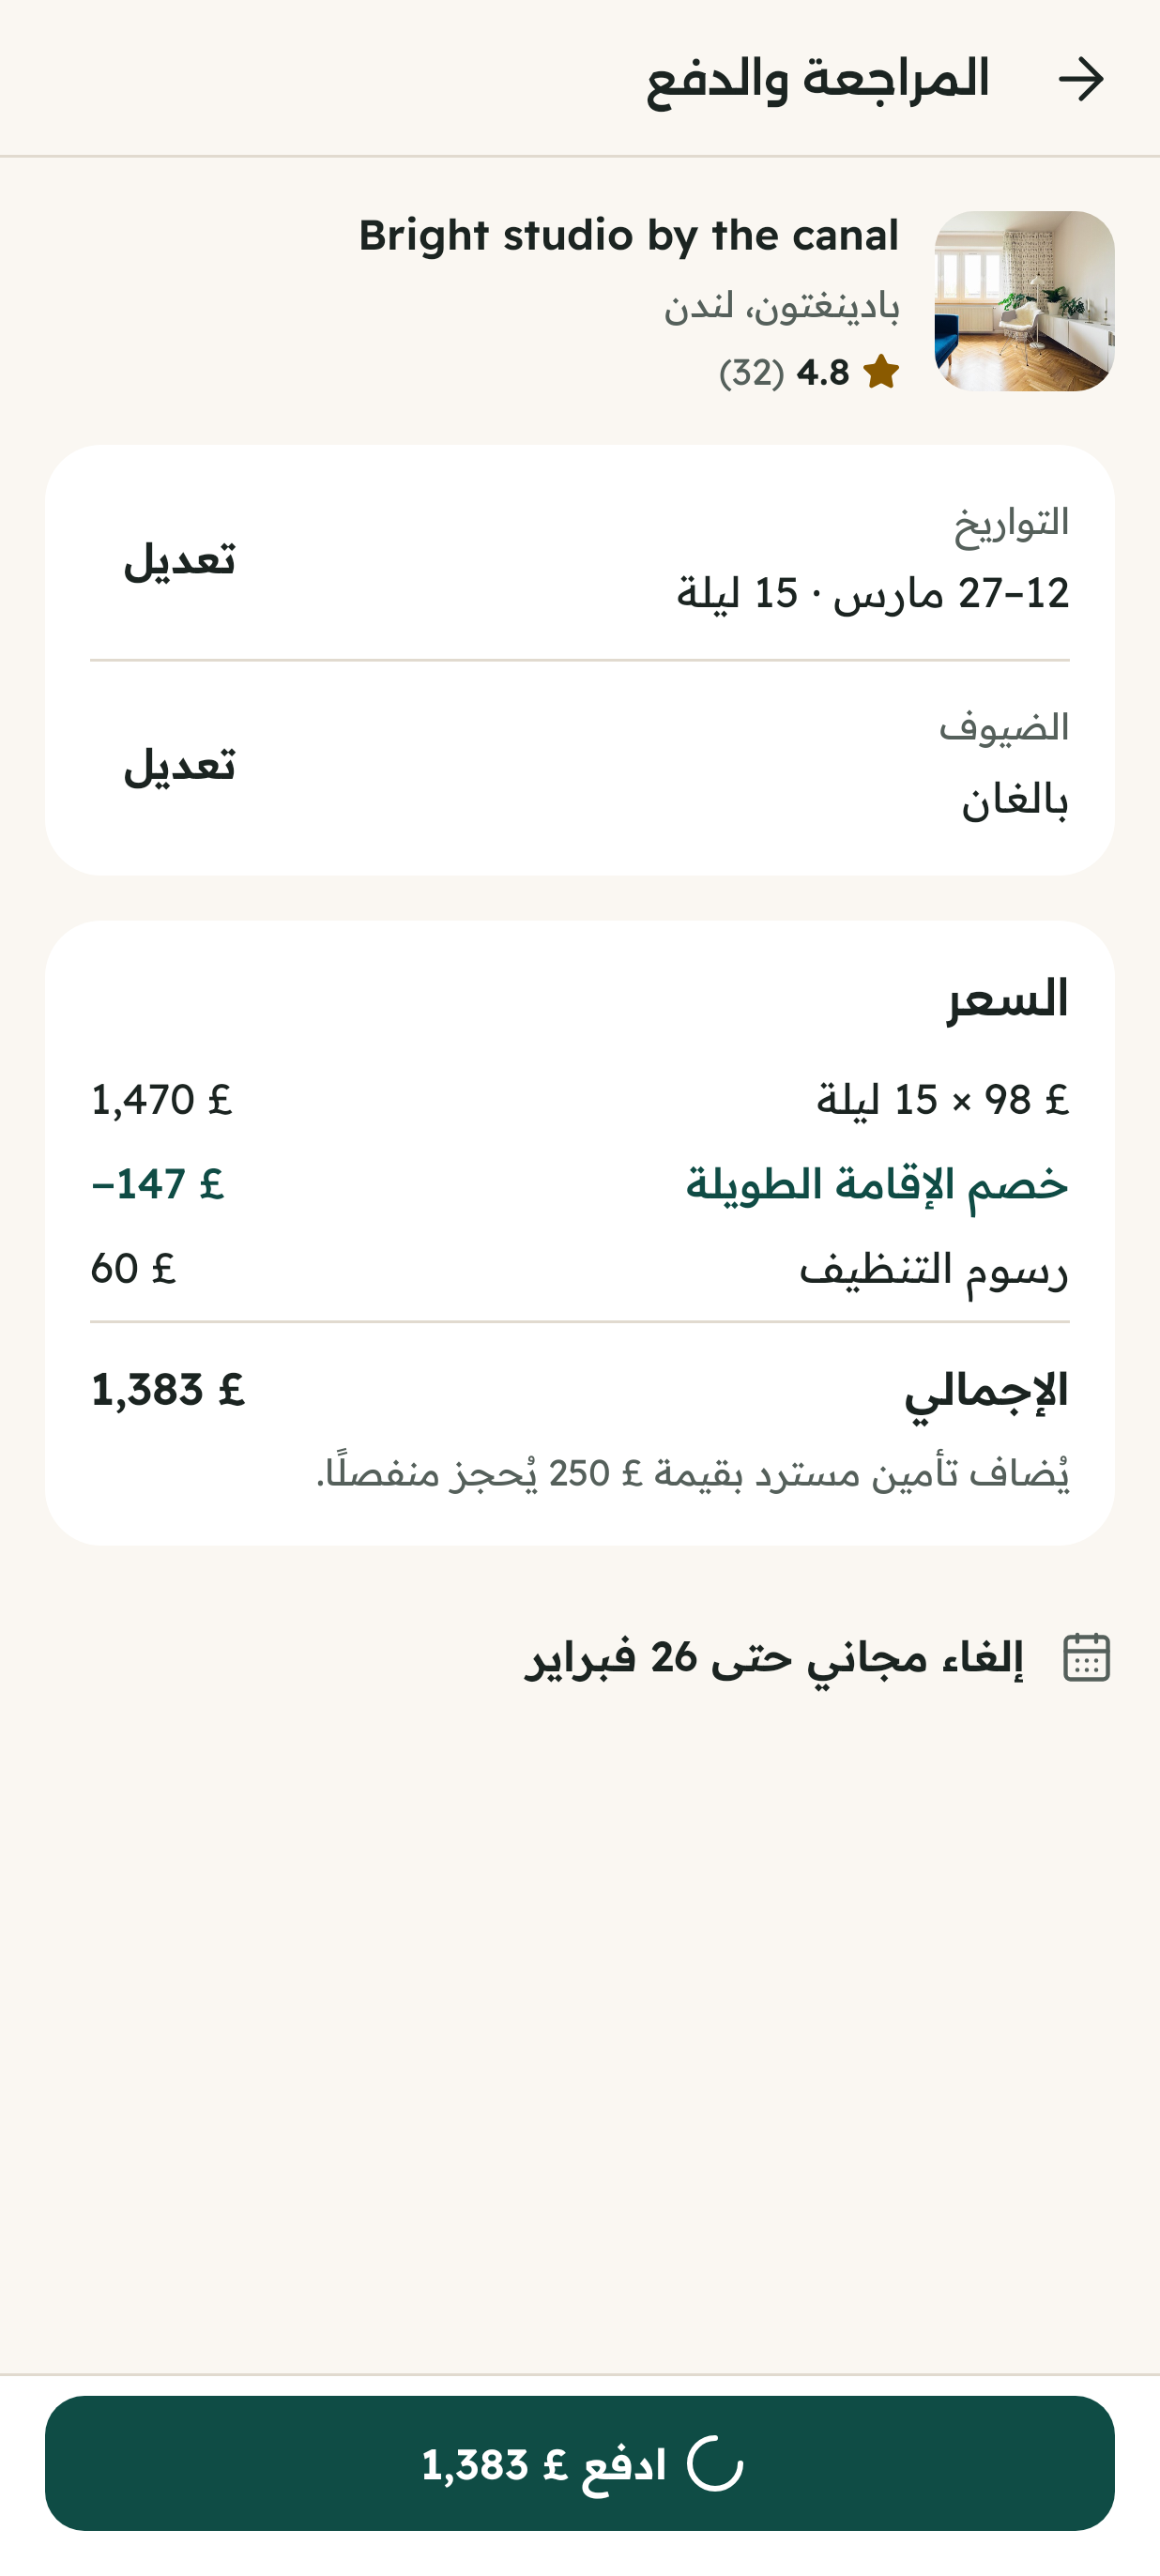 المراجعة والدفع
Bright studio by the canal
بادينغتون، لندن
4.8 (32)
التواريخ
12–27 مارس · 15 ليلة
تعديل
الضيوف
بالغان
تعديل
السعر
£ 98 × 15 ليلة
£ 1,470
خصم الإقامة الطويلة
£ 147−
رسوم التنظيف
£ 60
الإجمالي
£ 1,383
يُضاف تأمين مسترد بقيمة £ 250 يُحجز منفصلًا.
إلغاء مجاني حتى 26 فبراير
ادفع £ 1,383